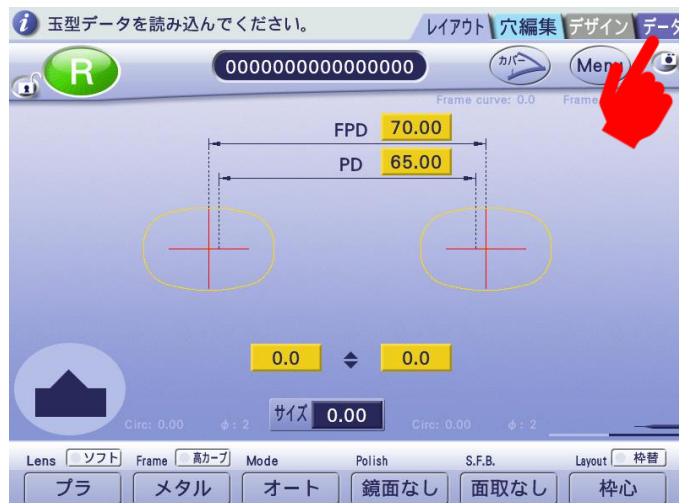 玉型データを読み込んでください。
レイアウト 穴編集 デザイン データ
R 0000000000000000 カバー Menu
Frame curve: 0.0 Frame
FPD 70.00
PD 65.00
0.0 0.0
Circ: 0.00 φ: 2 サイズ 0.00 Circ: 0.00 φ: 2
Lens ソフト Frame 高カーブ Mode Polish S.F.B. Layout 枠替
プラ メタル オート 鏡面なし 面取なし 枠心